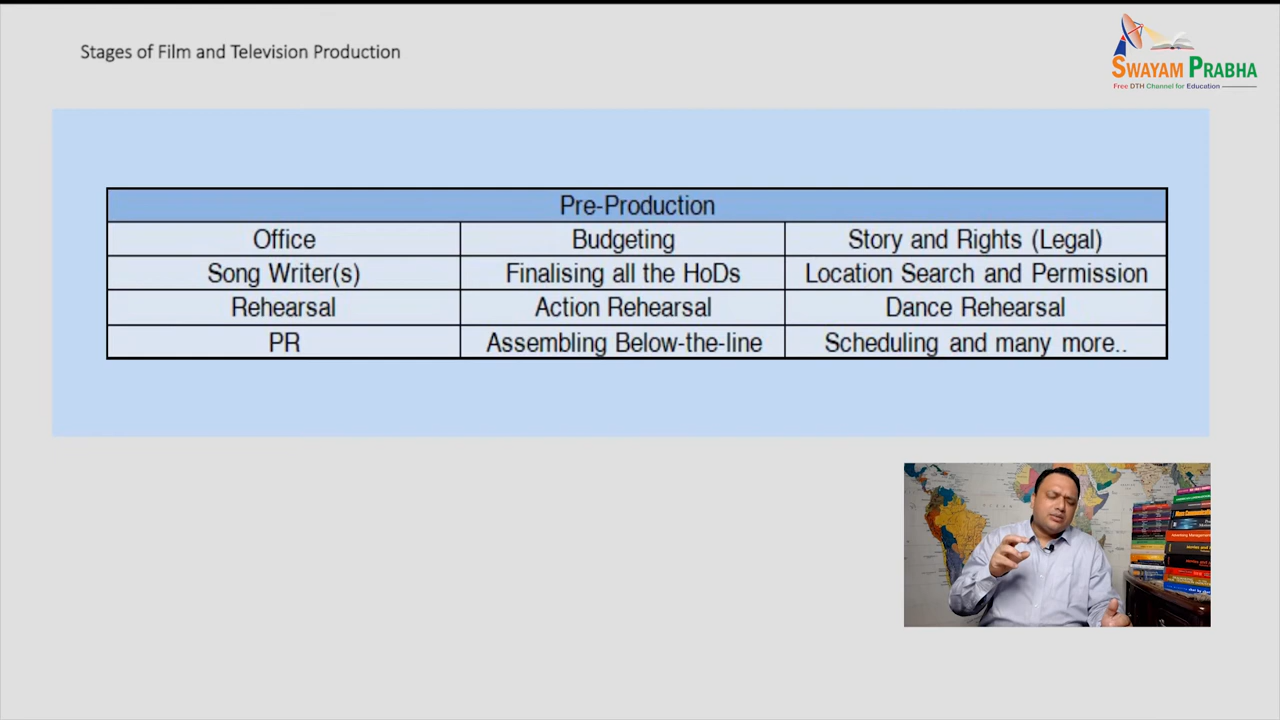 Stages of Film and Television Production
SWAYAM PRABHA
Free DTH Channel for Education
Pre-Production
Office Budgeting Story and Rights (Legal)
Song Writer(s) Finalising all the HoDs Location Search and Permission
Rehearsal Action Rehearsal Dance Rehearsal
PR Assembling Below-the-line Scheduling and many more..